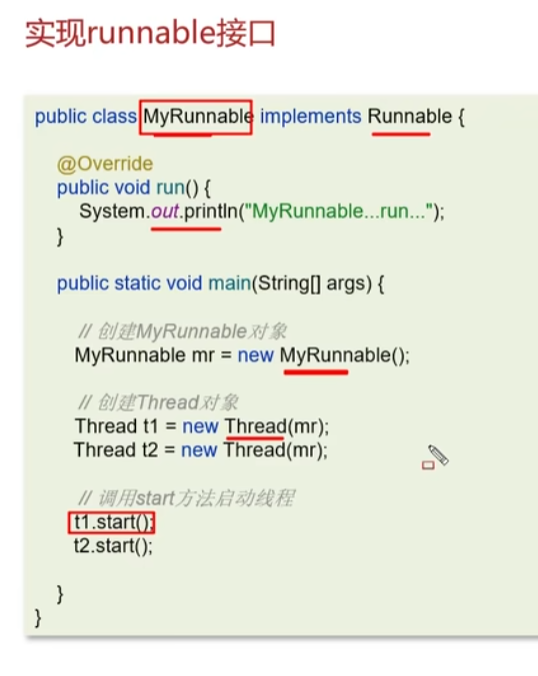 实现runnable接口
public class MyRunnable implements Runnable {
@Override
public void run() {
System.out.println("MyRunnable...run...");
}
public static void main(String[] args) {
// 创建MyRunnable对象
MyRunnable mr = new MyRunnable();
// 创建Thread对象
Thread t1 = new Thread(mr);
Thread t2 = new Thread(mr);
// 调用start方法启动线程
t1.start();
t2.start();
}
}